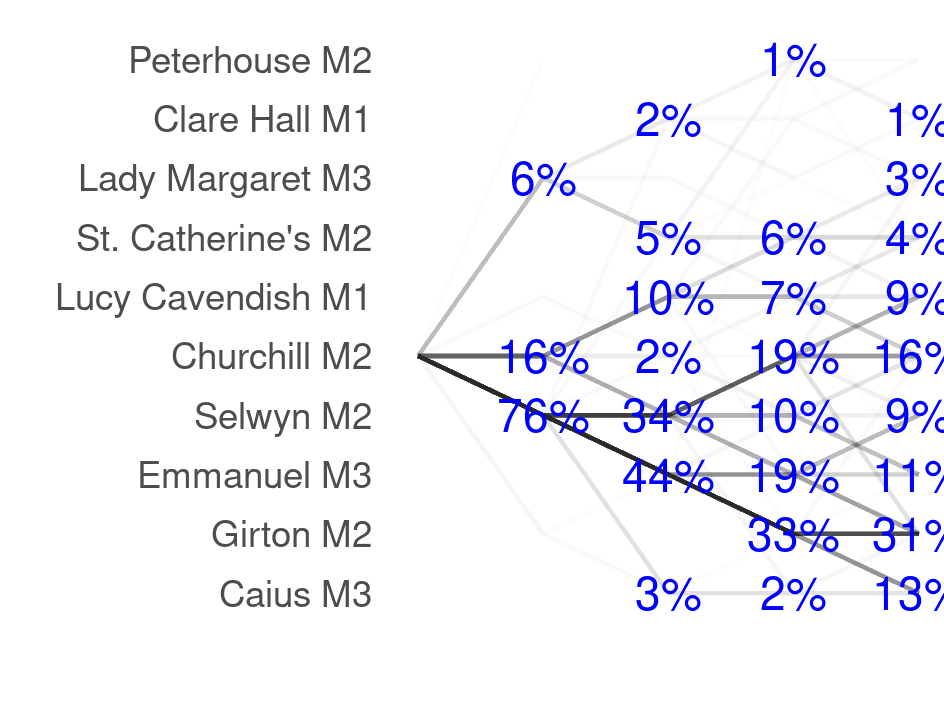 Peterhouse M2 1%
Clare Hall M1 2% 1%
Lady Margaret M3 6% 3%
St. Catherine's M2 5% 6% 4%
Lucy Cavendish M1 10% 7% 9%
Churchill M2 16% 2% 19% 16%
Selwyn M2 76% 34% 10% 9%
Emmanuel M3 44% 19% 11%
Girton M2 33% 31%
Caius M3 3% 2% 13%